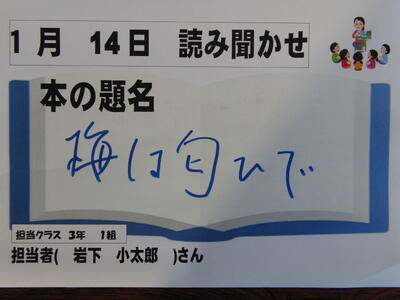 1月 14日 読み聞かせ
本の題名
梅は匂ひで
担当クラス 3年 1組
担当者( 岩下 小太郎 )さん